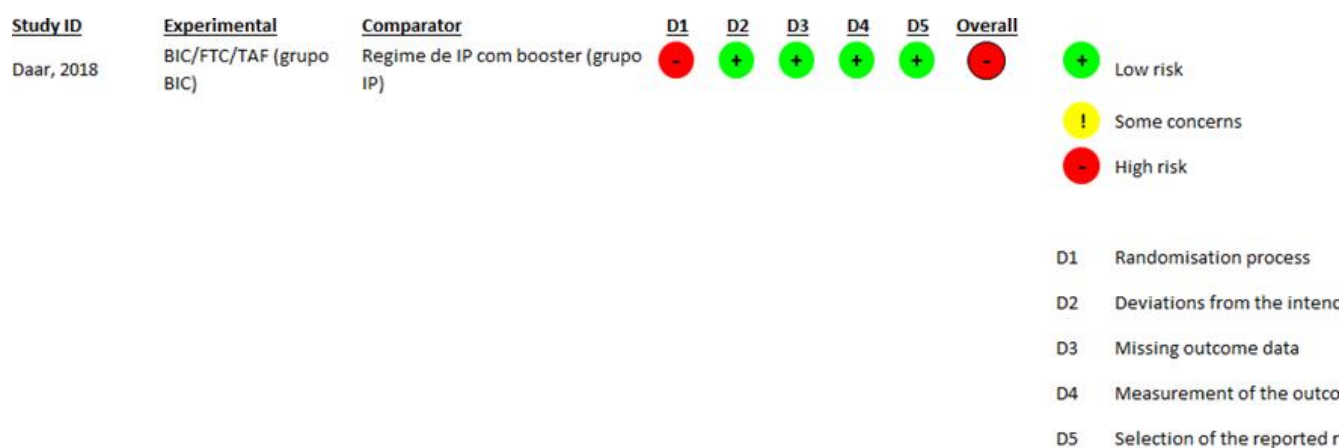 Study ID Experimental Comparator D1 D2 D3 D4 D5 Overall
Daar, 2018 BIC/FTC/TAF (grupo BIC) Regime de IP com booster (grupo IP) - + + + + -
+ Low risk
! Some concerns
- High risk
D1 Randomisation process
D2 Deviations from the
D3 Missing outcome data
D4 Measurement of the
D5 Selection of the reported